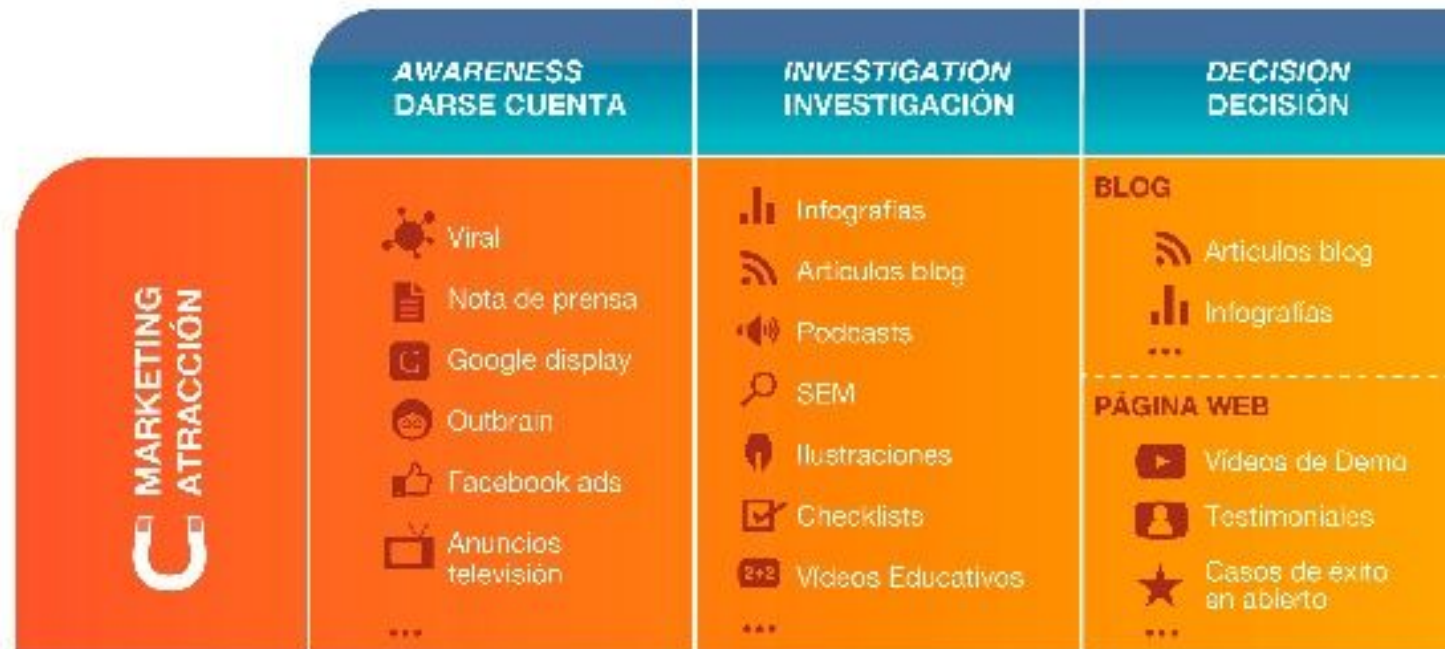 AWARENESS
DARSE CUENTA
INVESTIGATION
INVESTIGACIÓN
DECISION
DECISIÓN
MARKETING
ATRACCIÓN
Viral
Nota de prensa
Google display
Outbrain
Facebook ads
Anuncios
televisión
...
Infografías
Artículos blog
Podcasts
SEM
Ilustraciones
Checklists
2+2 Vídeos Educativos
...
BLOG
Artículos blog
Infografías
...
PÁGINA WEB
Vídeos de Demo
Testimoniales
Casos de éxito
en abierto
...